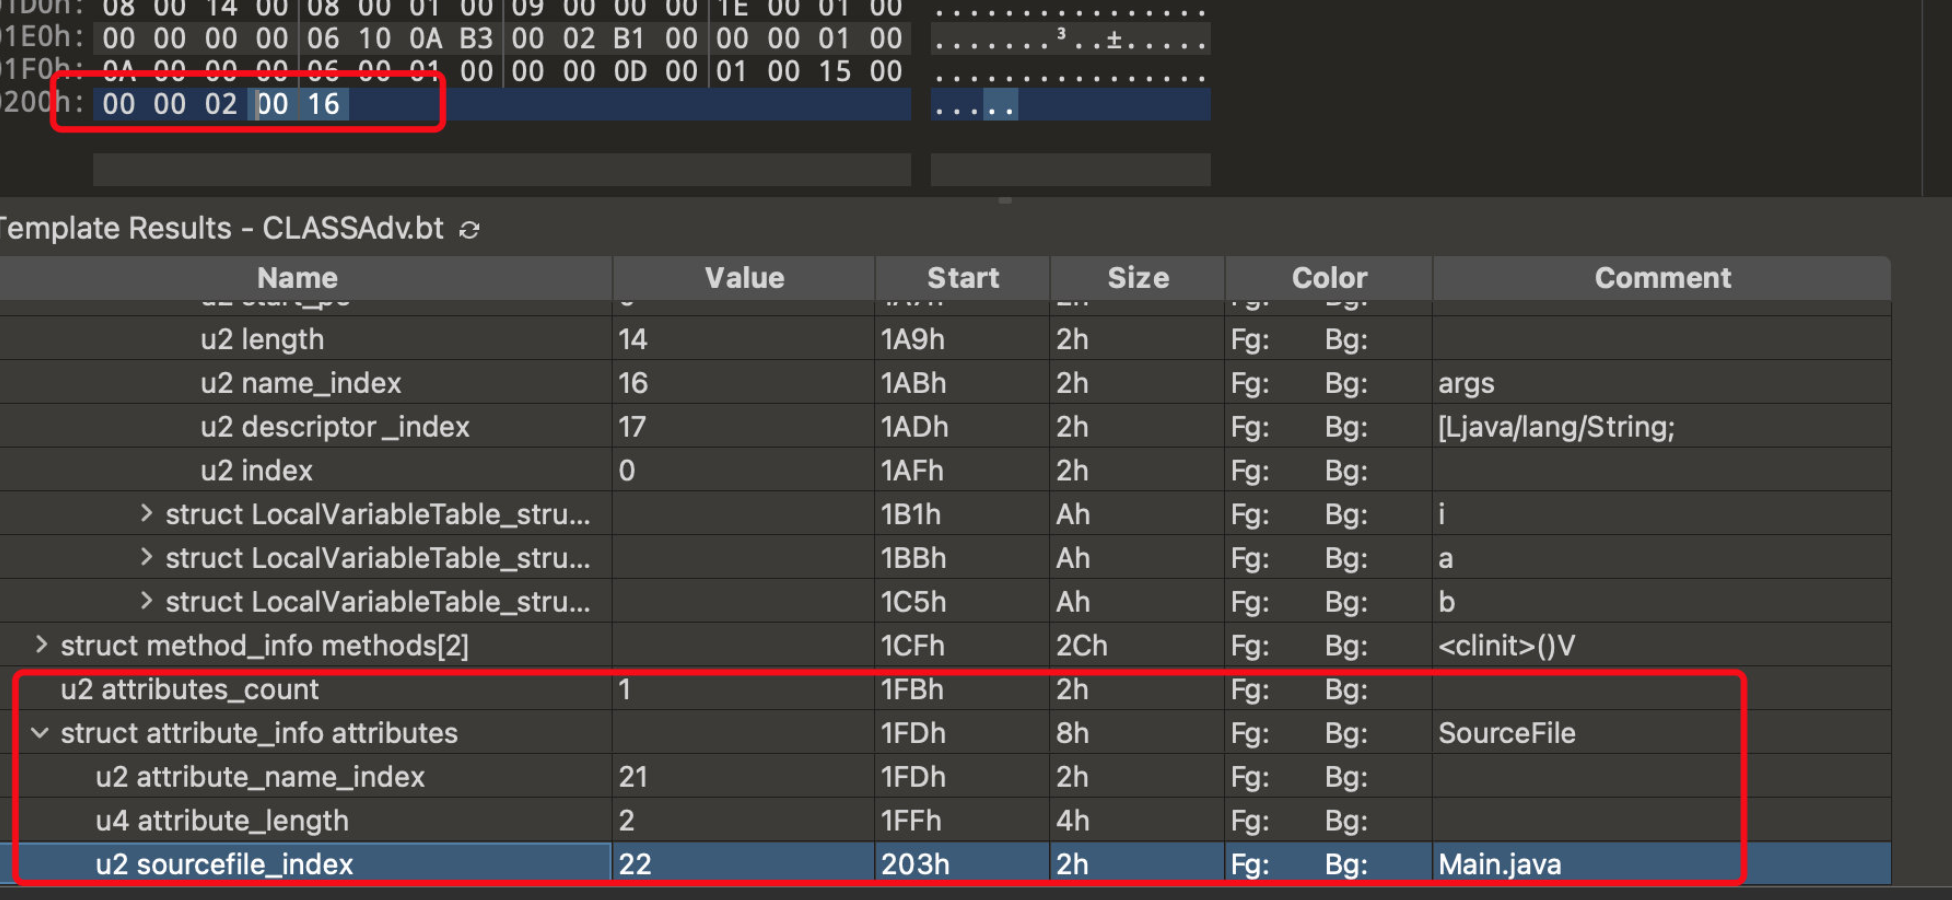 01D0h: 08 00 14 00 08 00 01 00 09 00 00 00 1E 00 01 00 ................
01E0h: 00 00 00 00 06 10 0A B3 00 02 B1 00 00 00 01 00 .......³..±.....
01F0h: 0A 00 00 00 06 00 01 00 00 00 0D 00 01 00 15 00 ................
0200h: 00 00 02 00 16 .....
Template Results - CLASSAdv.bt
Name Value Start Size Color Comment
u2 length 14 1A9h 2h Fg: Bg:
u2 name_index 16 1ABh 2h Fg: Bg: args
u2 descriptor_index 17 1ADh 2h Fg: Bg: [Ljava/lang/String;
u2 index 0 1AFh 2h Fg: Bg:
> struct LocalVariableTable_stru... 1B1h Ah Fg: Bg: i
> struct LocalVariableTable_stru... 1BBh Ah Fg: Bg: a
> struct LocalVariableTable_stru... 1C5h Ah Fg: Bg: b
> struct method_info methods[2] 1CFh 2Ch Fg: Bg: <clinit>()V
u2 attributes_count 1 1FBh 2h Fg: Bg:
struct attribute_info attributes 1FDh 8h Fg: Bg: SourceFile
u2 attribute_name_index 21 1FDh 2h Fg: Bg:
u4 attribute_length 2 1FFh 4h Fg: Bg:
u2 sourcefile_index 22 203h 2h Fg: Bg: Main.java